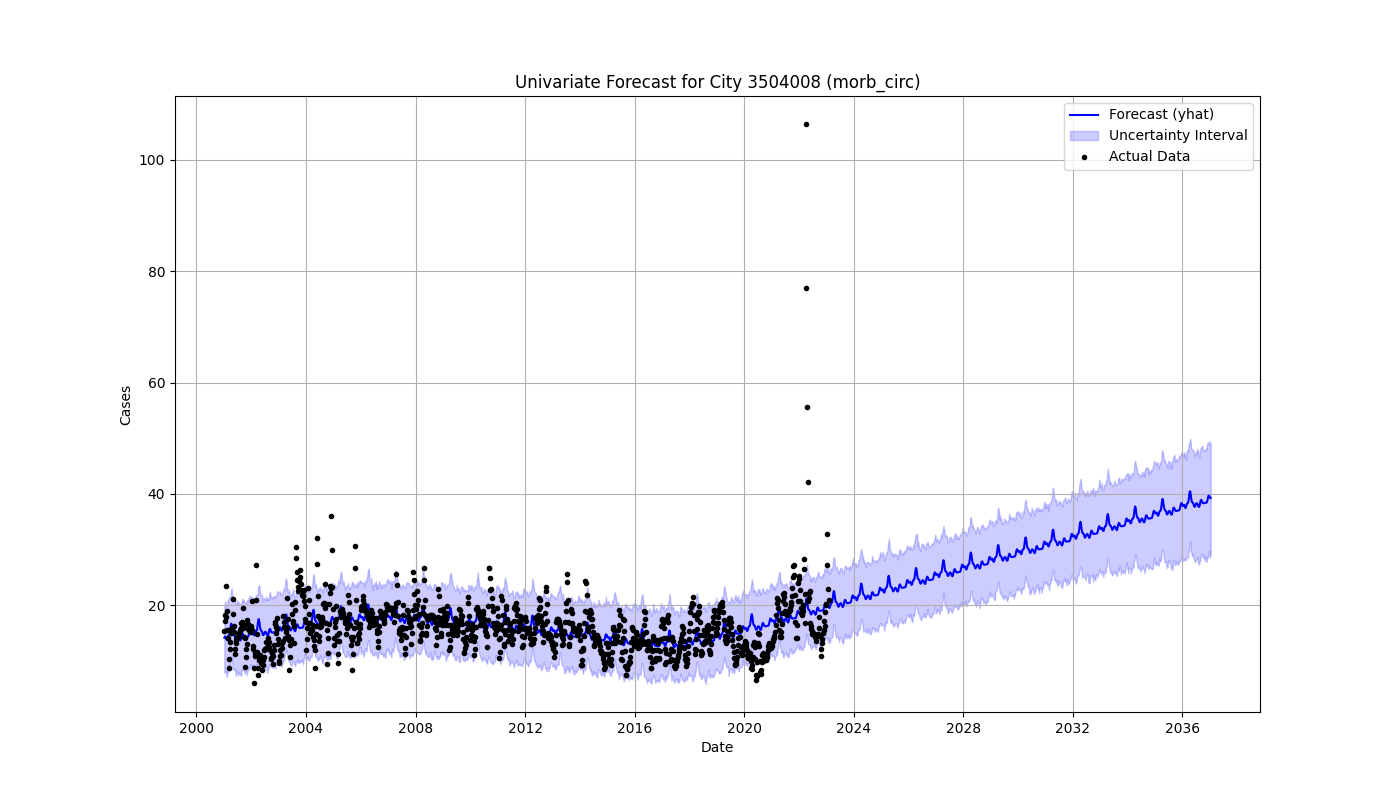 Univariate Forecast for City 3504008 (morb_circ)
Forecast (yhat)
Uncertainty Interval
Actual Data
100
80
60
40
20
Cases
2000 2004 2008 2012 2016 2020 2024 2028 2032 2036
Date